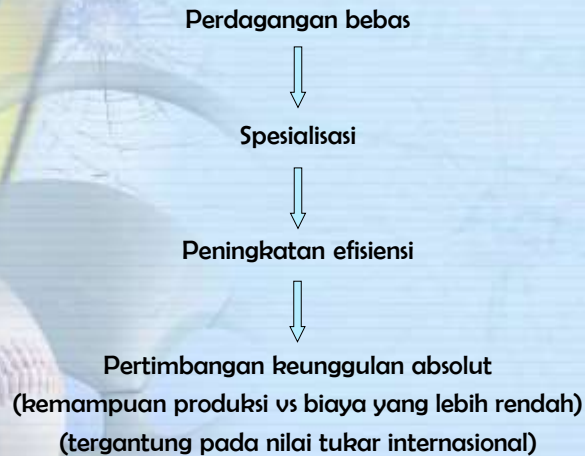 Perdagangan bebas
Spesialisasi
Peningkatan efisiensi
Pertimbangan keunggulan absolut
(kemampuan produksi vs biaya yang lebih rendah)
(tergantung pada nilai tukar internasional)